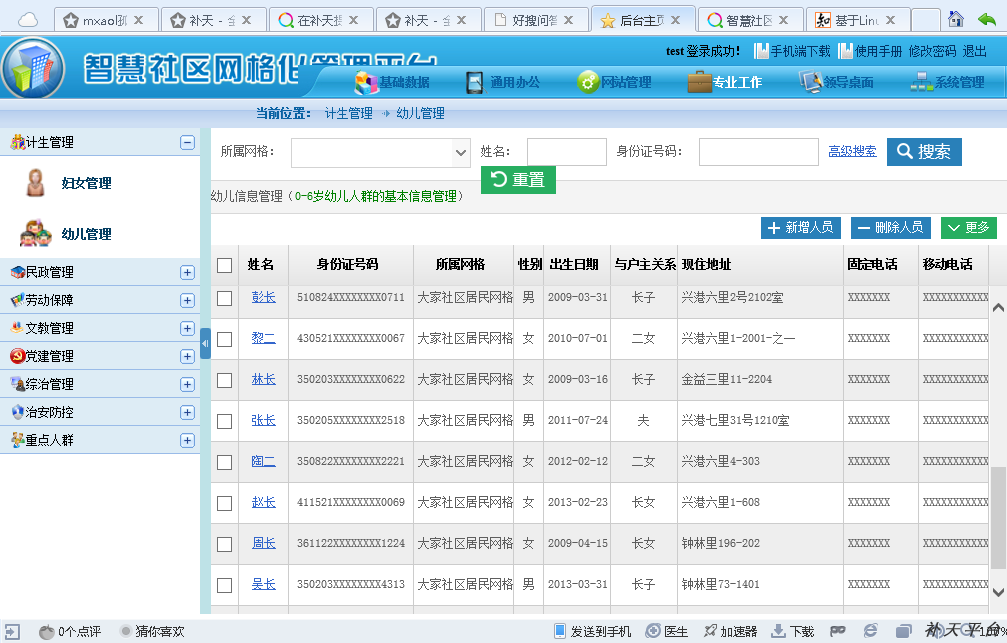 mxao励
补天 - 全
在补天提
补天 - 全
好搜问答
后台主页
智慧社区
基于Linu
智慧社区网格化管理平台
test 登录成功! 手机端下载 使用手册 修改密码 退出
基础数据 通用办公 网站管理 专业工作 领导桌面 系统管理
当前位置: 计生管理 幼儿管理
计生管理
妇女管理
幼儿管理
民政管理
劳动保障
文教管理
党建管理
综治管理
治安防控
重点人群
所属网格: 姓名: 身份证号码: 高级搜索 搜索
重置
幼儿信息管理(0-6岁幼儿人群的基本信息管理)
新增人员 删除人员 更多
姓名 身份证号码 所属网格 性别 出生日期 与户主关系 现住地址 固定电话 移动电话
彭长 510824XXXXXXXX0711 大家社区居民网格 男 2009-03-31 长子 兴港六里2号2102室 XXXXXXX XXXXXXXXXXX
黎二 430521XXXXXXXX0067 大家社区居民网格 女 2010-07-01 二女 兴港六里1-2001-之一 XXXXXXX XXXXXXXXXXX
林长 350203XXXXXXXX0622 大家社区居民网格 女 2009-03-16 长子 金益三里11-2204 XXXXXXX XXXXXXXXXXX
张长 350205XXXXXXXX2518 大家社区居民网格 男 2011-07-24 夫 兴港七里31号1210室 XXXXXXX XXXXXXXXXXX
陶二 350822XXXXXXXX2221 大家社区居民网格 女 2012-02-12 二女 兴港六里4-303 XXXXXXX XXXXXXXXXXX
赵长 411521XXXXXXXX0069 大家社区居民网格 女 2013-02-23 长女 兴港六里1-608 XXXXXXX XXXXXXXXXXX
周长 361122XXXXXXXX1224 大家社区居民网格 女 2009-04-15 长女 钟林里196-202 XXXXXXX XXXXXXXXXXX
吴长 350203XXXXXXXX4313 大家社区居民网格 男 2013-03-31 长子 钟林里73-1401 XXXXXXX XXXXXXXXXXX
0个点评 猜你喜欢 发送到手机 医生 加速器 下载 100%
补天平台